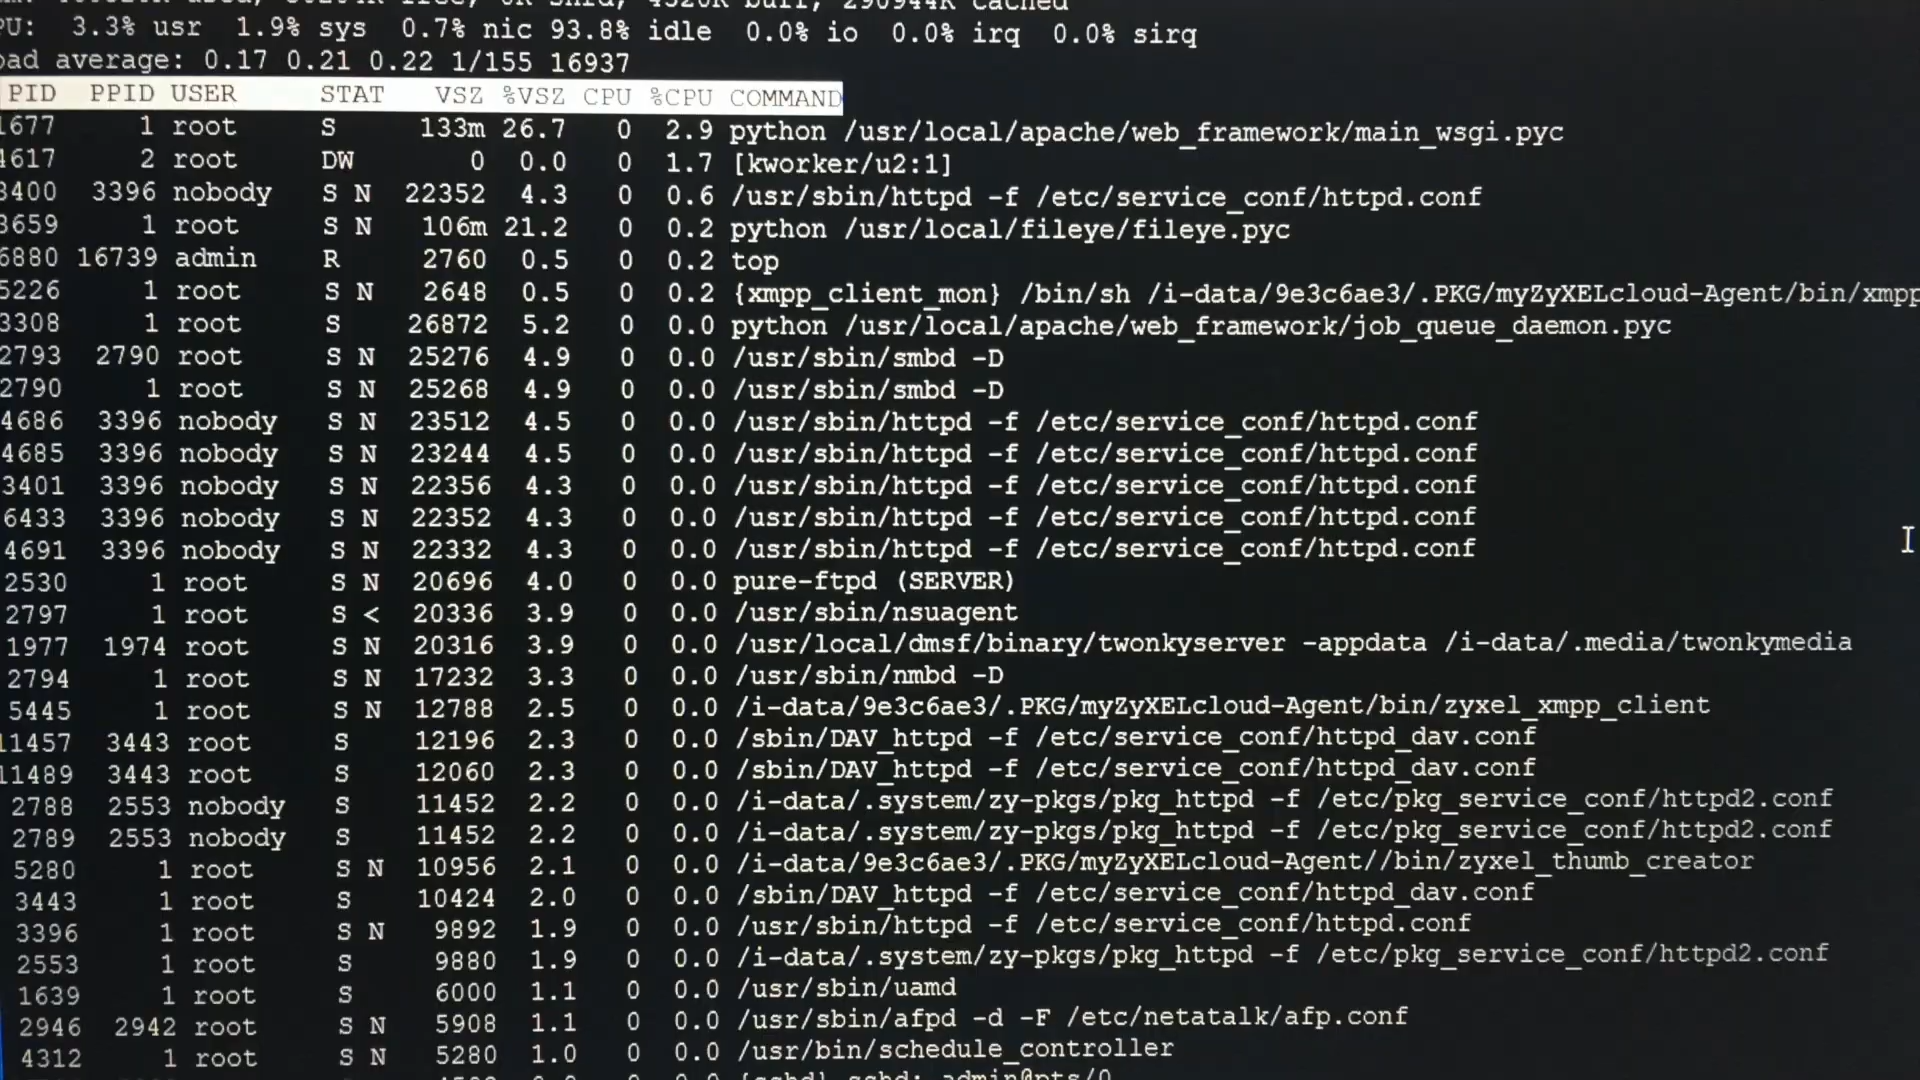 cached
PU: 3.3% usr 1.9% sys 0.7% nic 93.8% idle 0.0% io 0.0% irq 0.0% sirq
oad average: 0.17 0.21 0.22 1/155 16937
PID PPID USER STAT VSZ %VSZ CPU %CPU COMMAND
1677 1 root S 133m 26.7 0 2.9 python /usr/local/apache/web_framework/main_wsgi.pyc
4617 2 root DW 0 0.0 0 1.7 [kworker/u2:1]
3400 3396 nobody S N 22352 4.3 0 0.6 /usr/sbin/httpd -f /etc/service_conf/httpd.conf
3659 1 root S N 106m 21.2 0 0.2 python /usr/local/fileye/fileye.pyc
6880 16739 admin R 2760 0.5 0 0.2 top
5226 1 root S N 2648 0.5 0 0.2 {xmpp_client_mon} /bin/sh /i-data/9e3c6ae3/.PKG/myZyXELcloud-Agent/bin/xmpp
3308 1 root S 26872 5.2 0 0.0 python /usr/local/apache/web_framework/job_queue_daemon.pyc
2793 2790 root S N 25276 4.9 0 0.0 /usr/sbin/smbd -D
2790 1 root S N 25268 4.9 0 0.0 /usr/sbin/smbd -D
4686 3396 nobody S N 23512 4.5 0 0.0 /usr/sbin/httpd -f /etc/service_conf/httpd.conf
4685 3396 nobody S N 23244 4.5 0 0.0 /usr/sbin/httpd -f /etc/service_conf/httpd.conf
3401 3396 nobody S N 22356 4.3 0 0.0 /usr/sbin/httpd -f /etc/service_conf/httpd.conf
6433 3396 nobody S N 22352 4.3 0 0.0 /usr/sbin/httpd -f /etc/service_conf/httpd.conf
4691 3396 nobody S N 22332 4.3 0 0.0 /usr/sbin/httpd -f /etc/service_conf/httpd.conf
2530 1 root S N 20696 4.0 0 0.0 pure-ftpd (SERVER)
2797 1 root S < 20336 3.9 0 0.0 /usr/sbin/nsuagent
1977 1974 root S N 20316 3.9 0 0.0 /usr/local/dmsf/binary/twonkyserver -appdata /i-data/.media/twonkymedia
2794 1 root S N 17232 3.3 0 0.0 /usr/sbin/nmbd -D
5445 1 root S N 12788 2.5 0 0.0 /i-data/9e3c6ae3/.PKG/myZyXELcloud-Agent/bin/zyxel_xmpp_client
11457 3443 root S 12196 2.3 0 0.0 /sbin/DAV_httpd -f /etc/service_conf/httpd_dav.conf
11489 3443 root S 12060 2.3 0 0.0 /sbin/DAV_httpd -f /etc/service_conf/httpd_dav.conf
2788 2553 nobody S 11452 2.2 0 0.0 /i-data/.system/zy-pkgs/pkg_httpd -f /etc/pkg_service_conf/httpd2.conf
2789 2553 nobody S 11452 2.2 0 0.0 /i-data/.system/zy-pkgs/pkg_httpd -f /etc/pkg_service_conf/httpd2.conf
5280 1 root S N 10956 2.1 0 0.0 /i-data/9e3c6ae3/.PKG/myZyXELcloud-Agent//bin/zyxel_thumb_creator
3443 1 root S 10424 2.0 0 0.0 /sbin/DAV_httpd -f /etc/service_conf/httpd_dav.conf
3396 1 root S N 9892 1.9 0 0.0 /usr/sbin/httpd -f /etc/service_conf/httpd.conf
2553 1 root S 9880 1.9 0 0.0 /i-data/.system/zy-pkgs/pkg_httpd -f /etc/pkg_service_conf/httpd2.conf
1639 1 root S 6000 1.1 0 0.0 /usr/sbin/uamd
2946 2942 root S N 5908 1.1 0 0.0 /usr/sbin/afpd -d -F /etc/netatalk/afp.conf
4312 1 root S N 5280 1.0 0 0.0 /usr/bin/schedule_controller